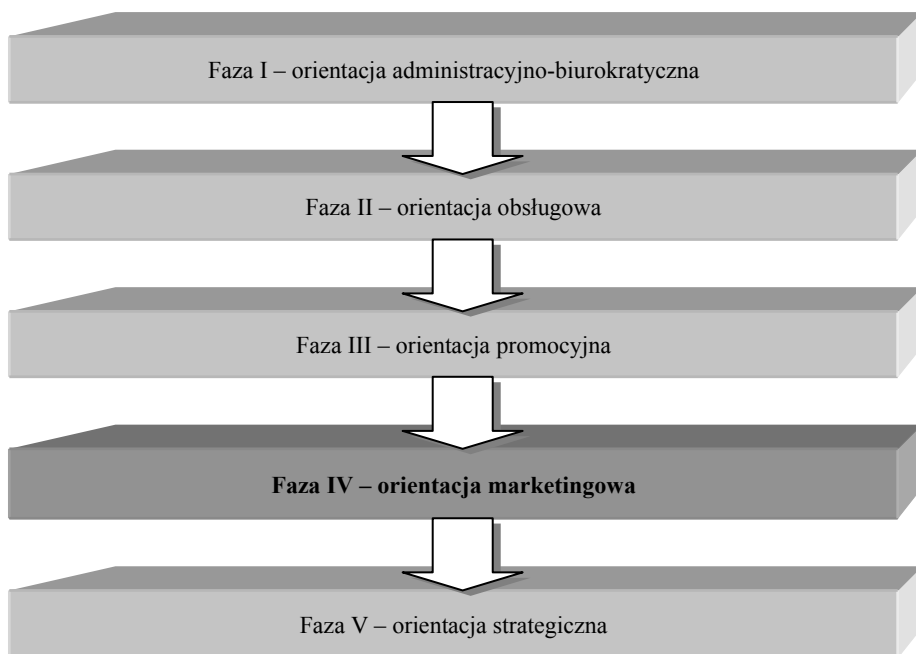 Faza I – orientacja administracyjno-biurokratyczna
Faza II – orientacja obsługowa
Faza III – orientacja promocyjna
Faza IV – orientacja marketingowa
Faza V – orientacja strategiczna